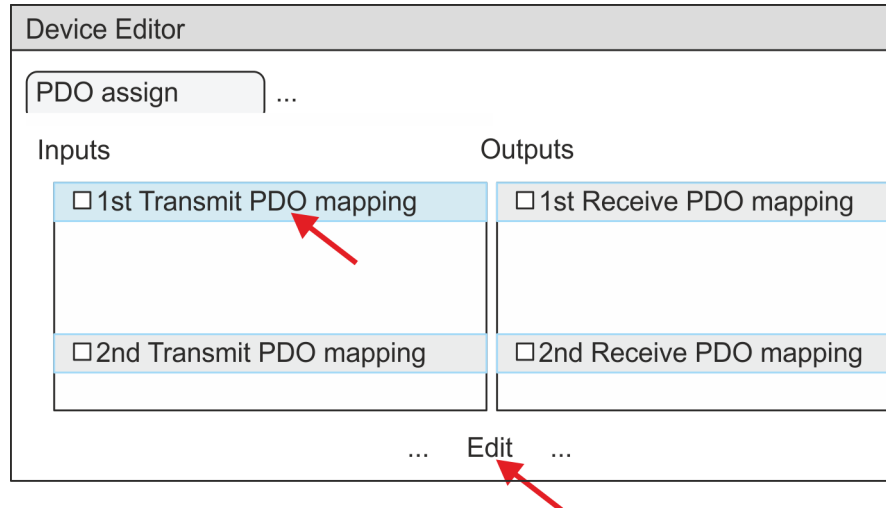 Device Editor
PDO assign ...
Inputs Outputs
1st Transmit PDO mapping 1st Receive PDO mapping
2nd Transmit PDO mapping 2nd Receive PDO mapping
... Edit ...